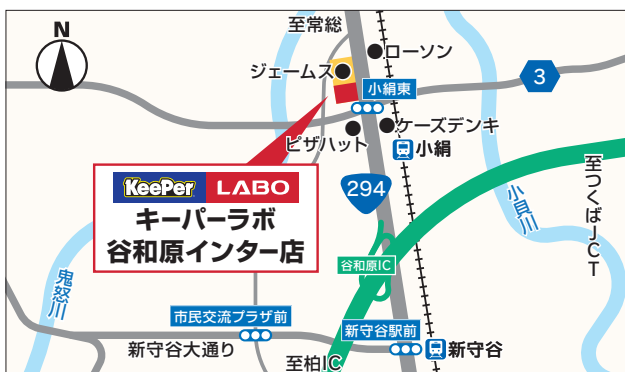 N
至常総
ローソン
ジェームス
小絹東
3
ピザハット
ケーズデンキ
小絹
KeePer LABO
キーパーラボ
谷和原インター店
294
至つくばJCT
小貝川
谷和原IC
鬼怒川
市民交流プラザ前
新守谷駅前
新守谷大通り
新守谷
至柏IC